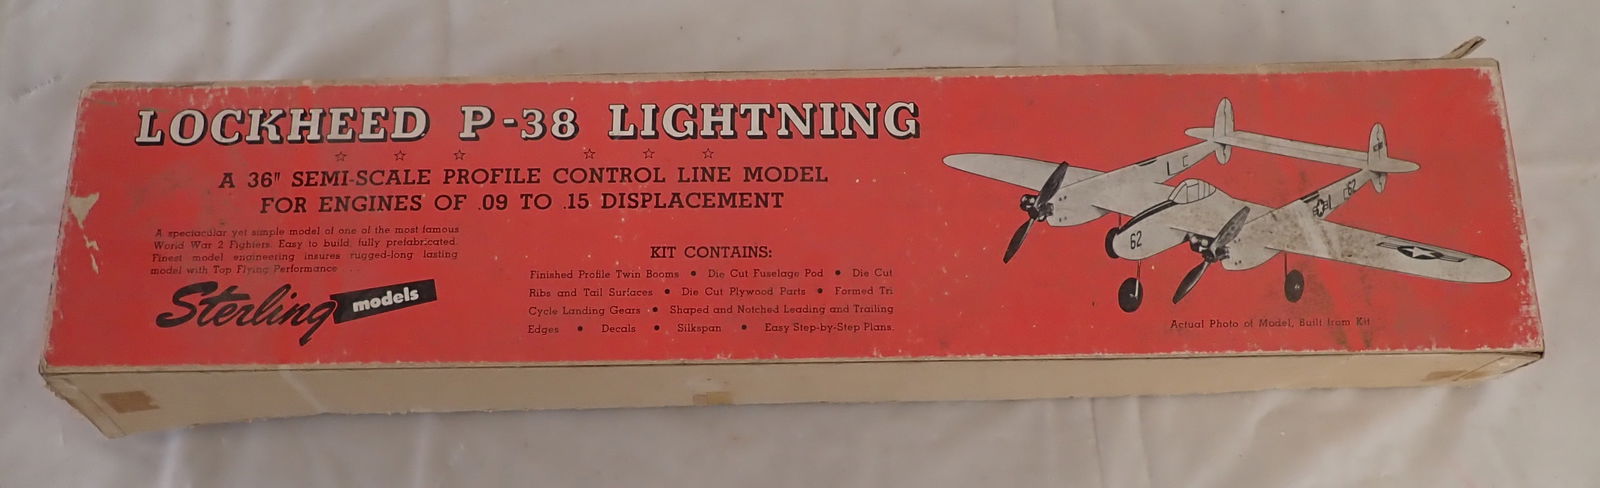 LOCKHEED P-38 LIGHTNING
A 36" SEMI-SCALE PROFILE CONTROL LINE MODEL
FOR ENGINES OF .09 TO .15 DISPLACEMENT
A spectacular yet simple model of one of the most famous
World War 2 Fighters. Easy to build, fully prefabricated.
Finest model engineering insures rugged-long lasting
model with Top Flying Performance . . .
Sterling models
KIT CONTAINS:
Finished Profile Twin Booms • Die Cut Fuselage Pod • Die Cut
Ribs and Tail Surfaces • Die Cut Plywood Parts • Formed Tri
Cycle Landing Gears • Shaped and Notched Leading and Trailing
Edges • Decals • Silkspan • Easy Step-by-Step Plans.
L C
62
62
Actual Photo of Model, Built from Kit